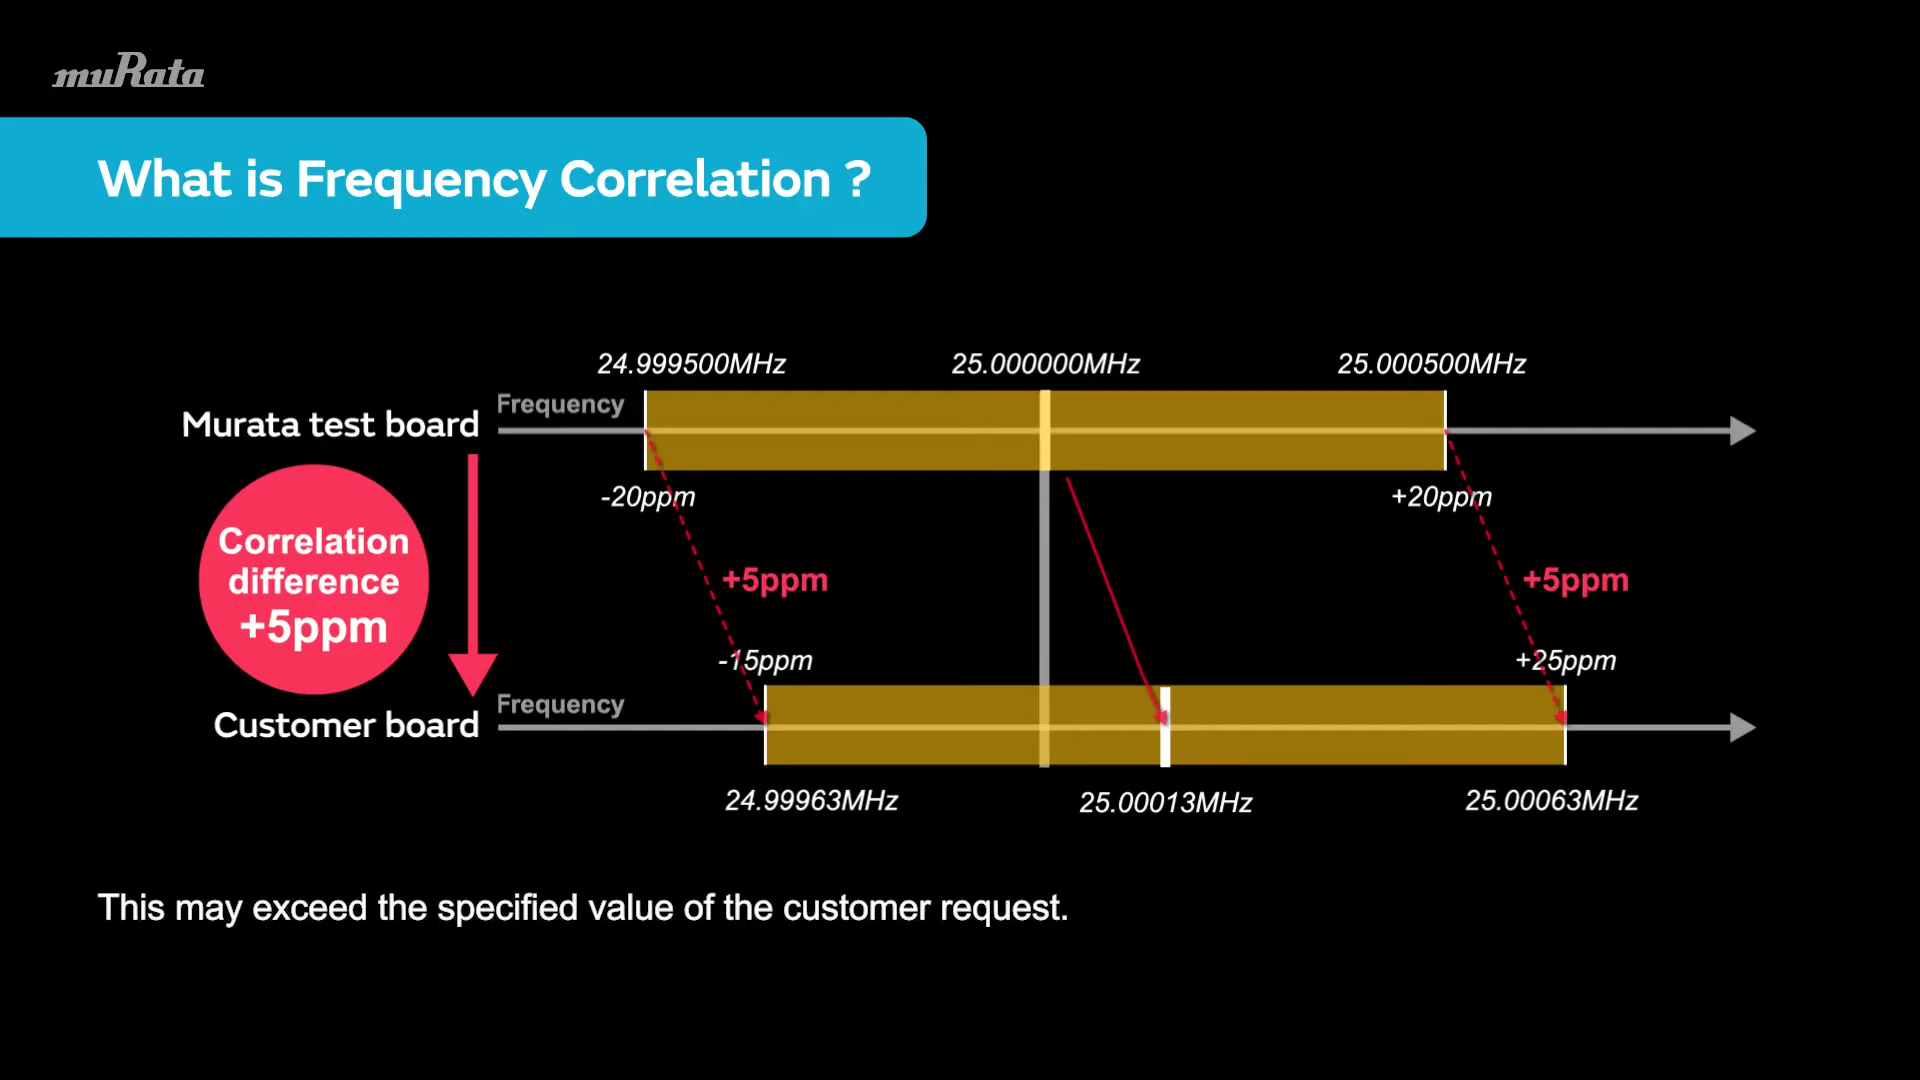 muRata
What is Frequency Correlation ?
24.999500MHz
25.000000MHz
25.000500MHz
Frequency
Murata test board
-20ppm
+20ppm
Correlation
difference
+5ppm
+5ppm
+5ppm
-15ppm
+25ppm
Frequency
Customer board
24.99963MHz
25.00013MHz
25.00063MHz
This may exceed the specified value of the customer request.